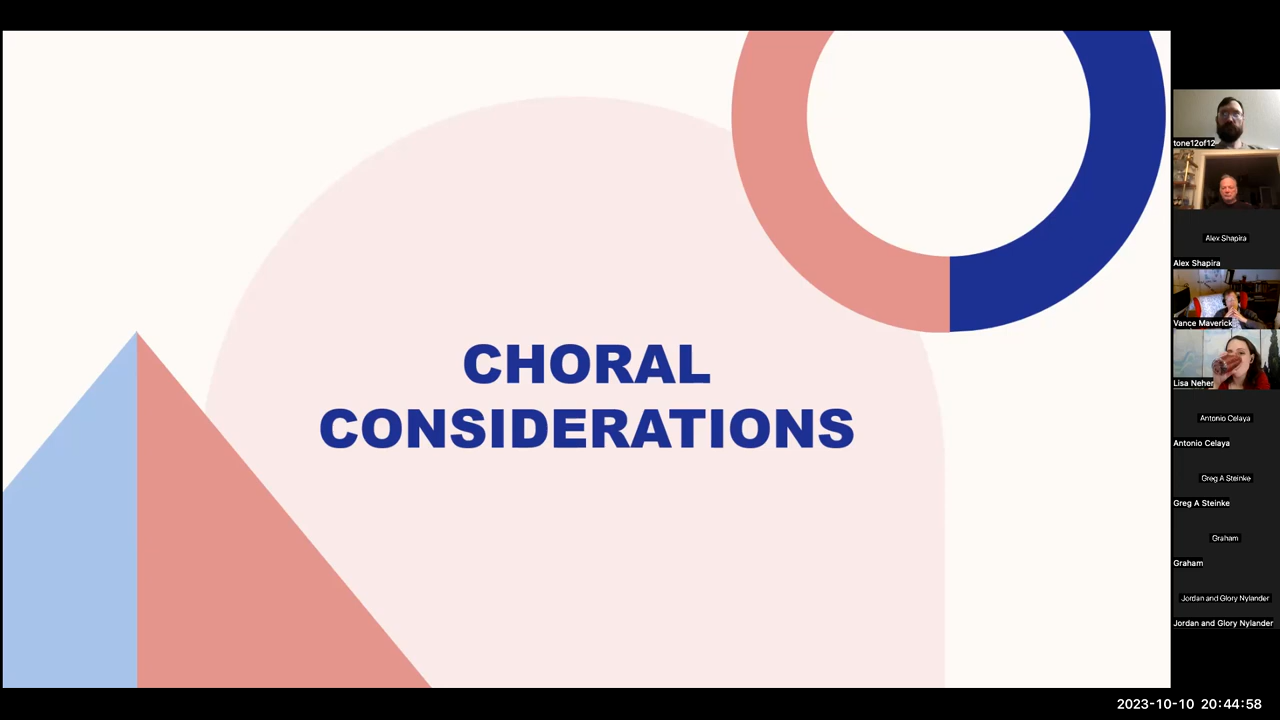 CHORAL
CONSIDERATIONS
tone12of12
Alex Shapira
Alex Shapira
Vance Maverick
Lisa Neher
Antonio Celaya
Antonio Celaya
Greg A Steinke
Greg A Steinke
Graham
Graham
Jordan and Glory Nylander
Jordan and Glory Nylander
2023-10-10 20:44:58